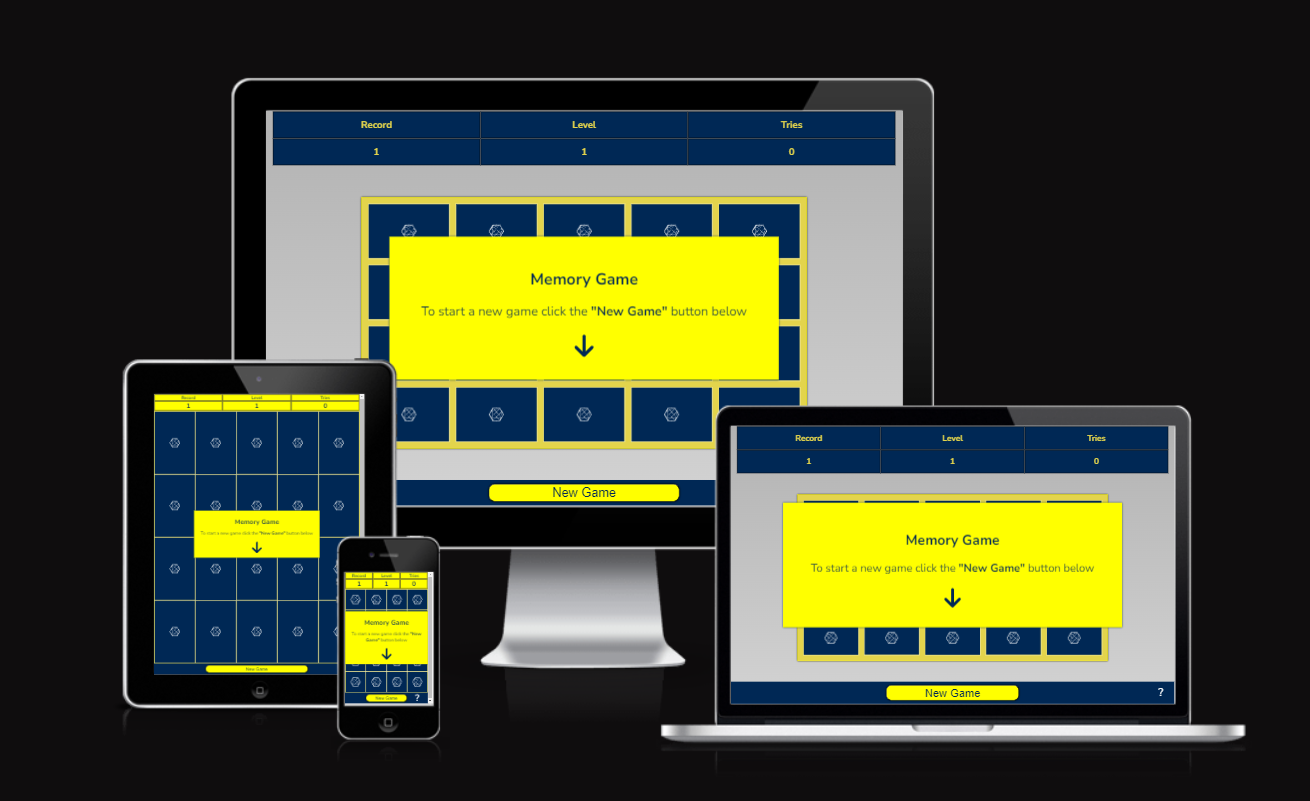 Record Level Tries
1 1 0
Memory Game
To start a new game click the "New Game" button below
New Game
Record Level Tries
1 1 0
Memory Game
To start a new game click the "New Game" button below
New Game
Record Level Tries
1 1 0
Memory Game
To start a new game click the "New
Game" button below
New Game ?
Record Level Tries
1 1 0
Memory Game
To start a new game click the "New Game" button below
New Game ?